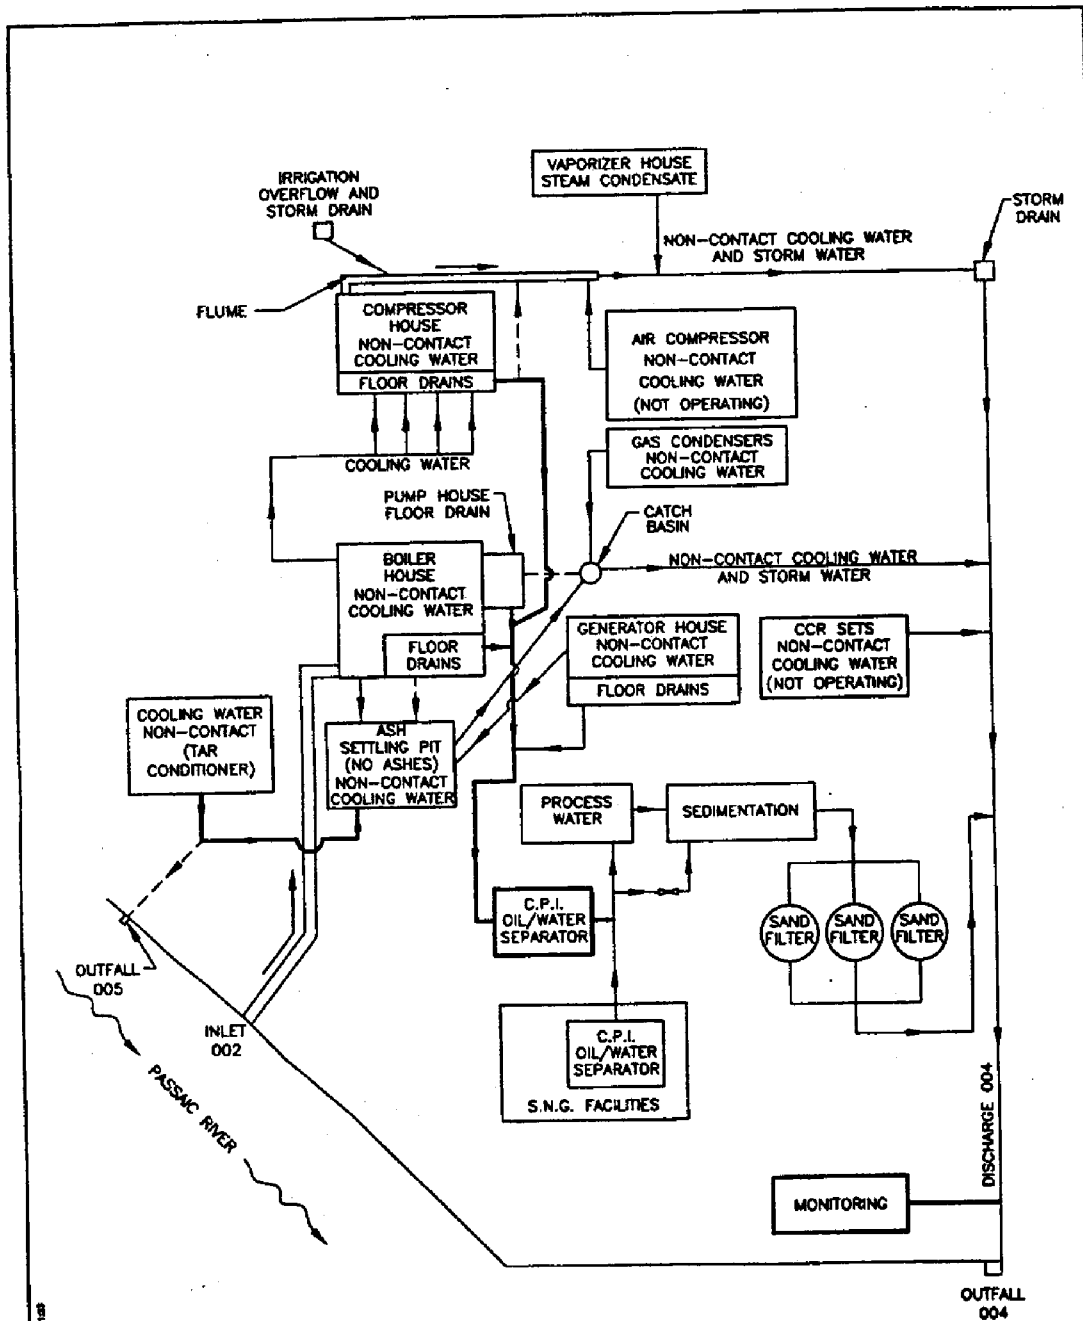 VAPORIZER HOUSE
STEAM CONDENSATE
IRRIGATION
OVERFLOW AND
STORM DRAIN
STORM
DRAIN
NON-CONTACT COOLING WATER
AND STORM WATER
FLUME
COMPRESSOR
HOUSE
NON-CONTACT
COOLING WATER
FLOOR DRAINS
AIR COMPRESSOR
NON-CONTACT
COOLING WATER
(NOT OPERATING)
GAS CONDENSERS
NON-CONTACT
COOLING WATER
COOLING WATER
PUMP HOUSE
FLOOR DRAIN
CATCH
BASIN
BOILER
HOUSE
NON-CONTACT
COOLING WATER
FLOOR
DRAINS
NON-CONTACT COOLING WATER
AND STORM WATER
GENERATOR HOUSE
NON-CONTACT
COOLING WATER
FLOOR DRAINS
CCR SETS
NON-CONTACT
COOLING WATER
(NOT OPERATING)
COOLING WATER
NON-CONTACT
(TAR
CONDITIONER)
ASH
SETTLING PIT
(NO ASHES)
NON-CONTACT
COOLING WATER
PROCESS
WATER
SEDIMENTATION
C.P.I.
OIL/WATER
SEPARATOR
SAND
FILTER
SAND
FILTER
SAND
FILTER
OUTFALL
005
INLET
002
C.P.I.
OIL/WATER
SEPARATOR
S.N.G. FACILITIES
PASSAIC RIVER
DISCHARGE 004
MONITORING
OUTFALL
004